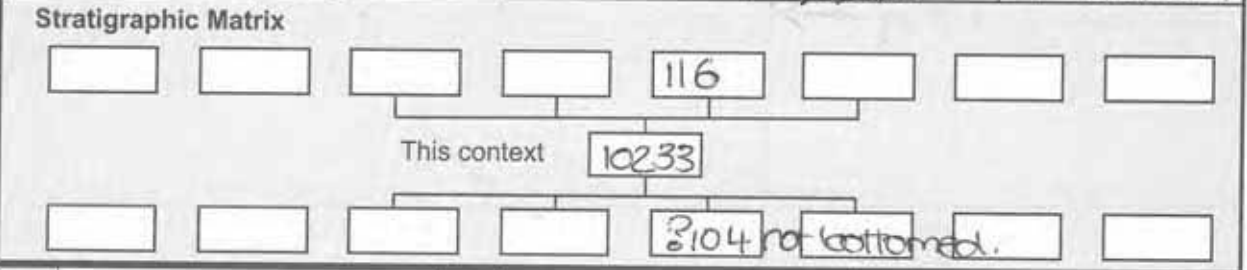 Stratigraphic Matrix
116
This context 10233
?104 not bottomed.